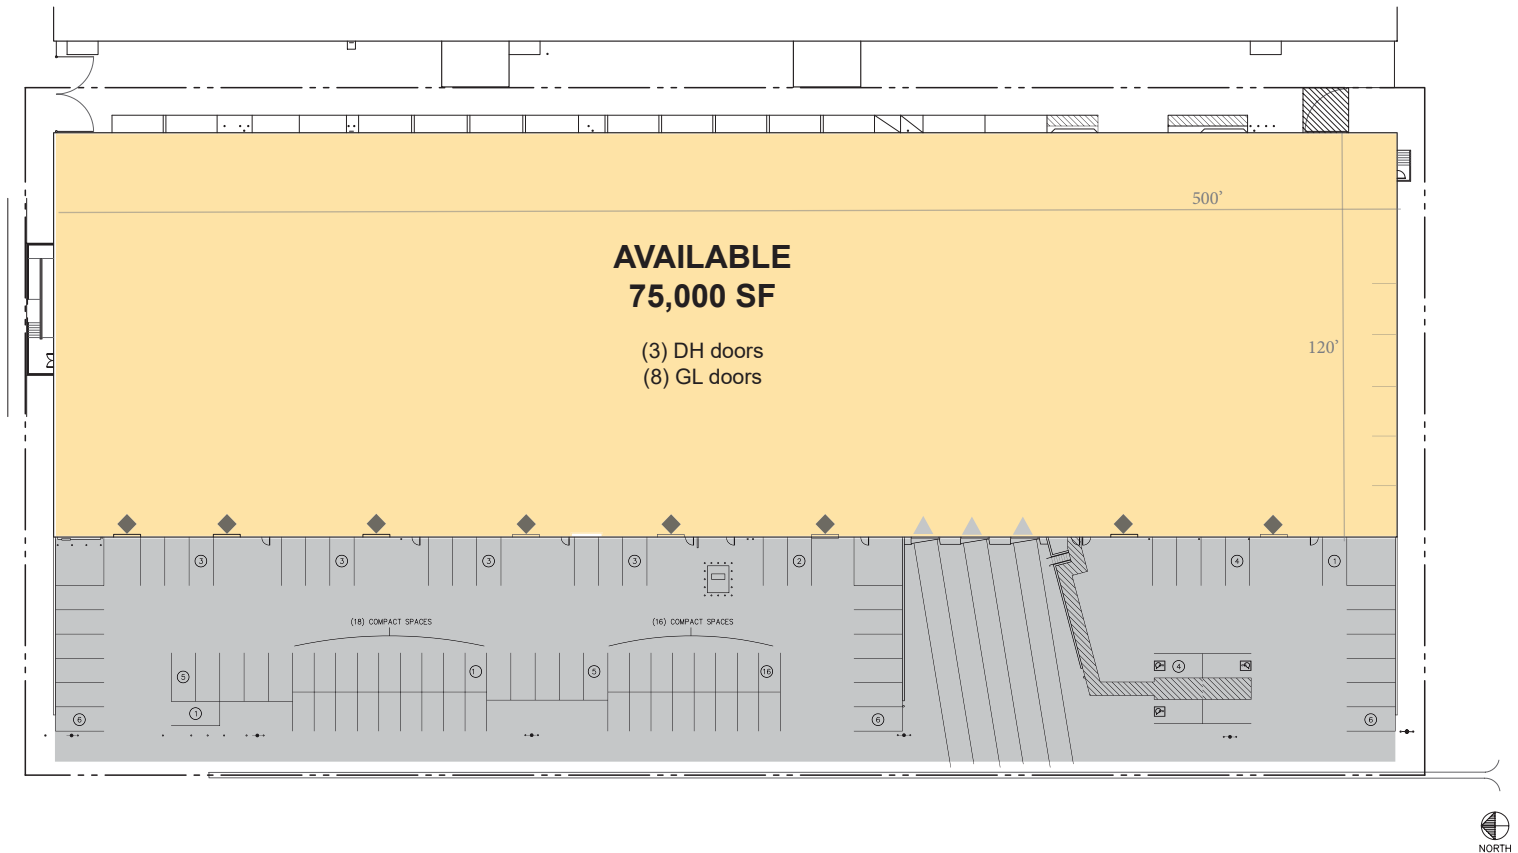 500’
AVAILABLE
75,000 SF
120’
(3) DH doors
(8) GL doors
3
3
3
3
2
4
1
(18) COMPACT SPACES
(16) COMPACT SPACES
5
1
5
16
4
1
6
6
6
NORTH